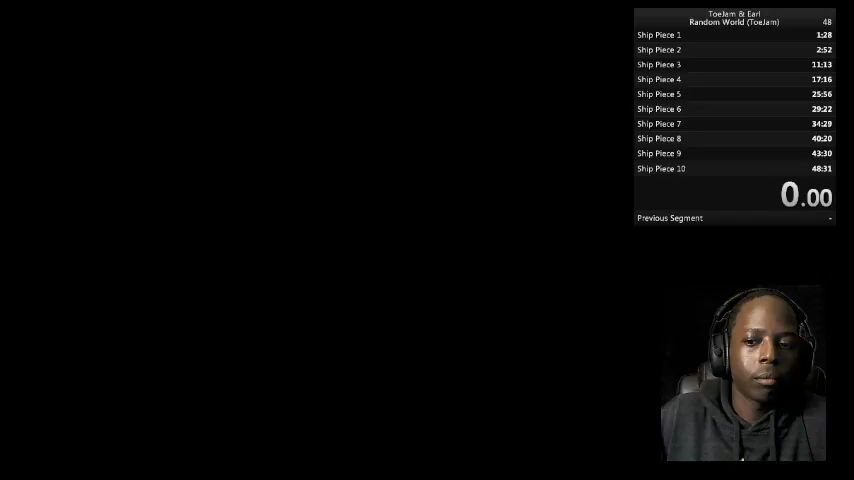 ToeJam & Earl
Random World (ToeJam) 48
Ship Piece 1 1:28
Ship Piece 2 2:52
Ship Piece 3 11:13
Ship Piece 4 17:16
Ship Piece 5 25:56
Ship Piece 6 29:22
Ship Piece 7 34:29
Ship Piece 8 40:20
Ship Piece 9 43:30
Ship Piece 10 48:31
0.00
Previous Segment -